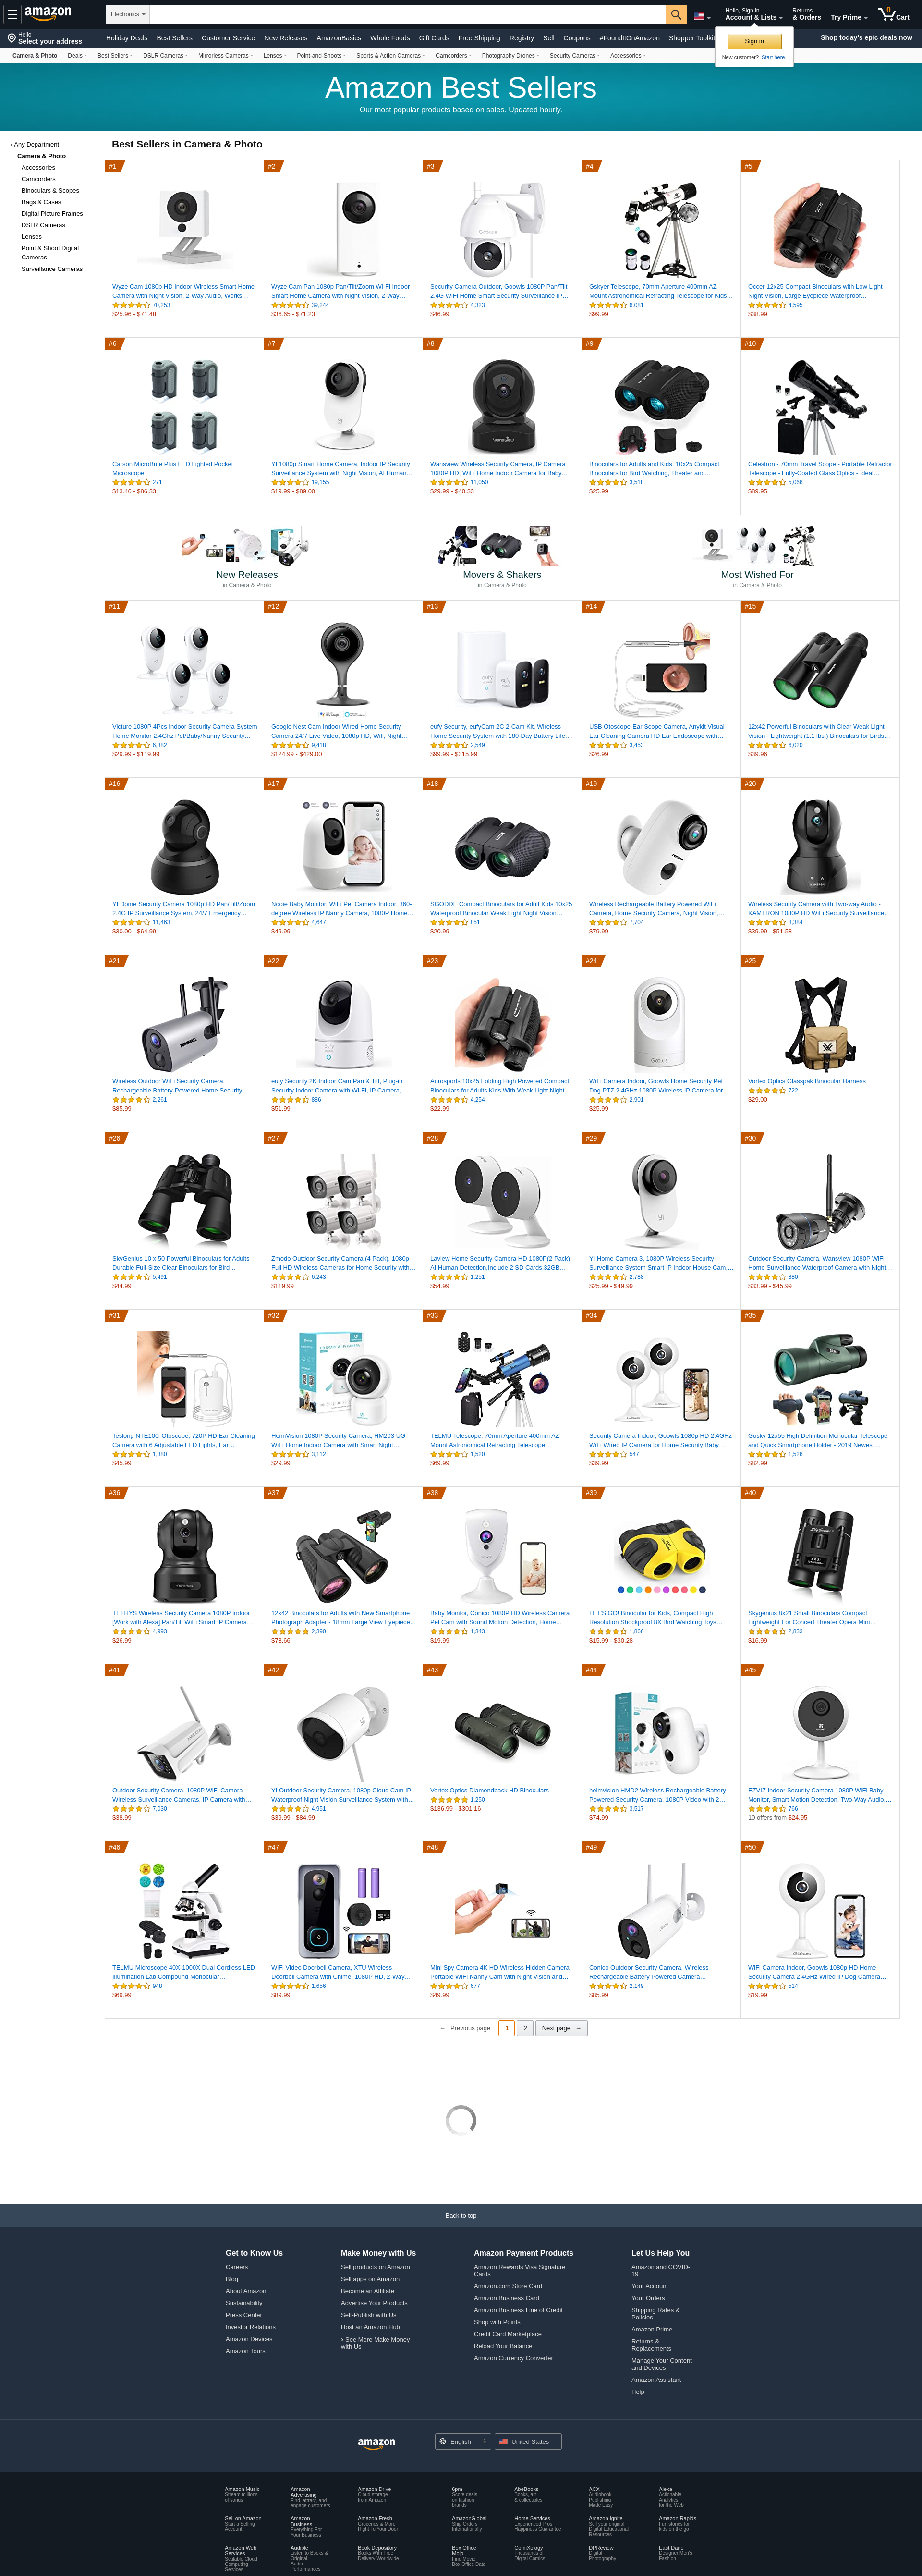 amazon
Electronics
Hello, Sign in
Account & Lists
Returns
& Orders
Try Prime
0
Cart
Hello
Select your address
Holiday Deals Best Sellers Customer Service New Releases AmazonBasics Whole Foods Gift Cards Free Shipping Registry Sell Coupons #FoundItOnAmazon Shopper Toolkit
Shop today's epic deals now
Sign in
New customer? Start here.
Camera & Photo Deals Best Sellers DSLR Cameras Mirrorless Cameras Lenses Point-and-Shoots Sports & Action Cameras Camcorders Photography Drones Security Cameras Accessories
Amazon Best Sellers
Our most popular products based on sales. Updated hourly.
‹ Any Department
Camera & Photo
Accessories
Camcorders
Binoculars & Scopes
Bags & Cases
Digital Picture Frames
DSLR Cameras
Lenses
Point & Shoot Digital
Cameras
Surveillance Cameras
Best Sellers in Camera & Photo
#1
Wyze Cam 1080p HD Indoor Wireless Smart Home
Camera with Night Vision, 2-Way Audio, Works…
70,253
$25.96 - $71.48
#2
Wyze Cam Pan 1080p Pan/Tilt/Zoom Wi-Fi Indoor
Smart Home Camera with Night Vision, 2-Way…
39,244
$36.65 - $71.23
#3
Security Camera Outdoor, Goowls 1080P Pan/Tilt
2.4G WiFi Home Smart Security Surveillance IP…
4,323
$46.99
#4
Gskyer Telescope, 70mm Aperture 400mm AZ
Mount Astronomical Refracting Telescope for Kids…
6,081
$99.99
#5
Occer 12x25 Compact Binoculars with Low Light
Night Vision, Large Eyepiece Waterproof…
4,595
$38.99
#6
Carson MicroBrite Plus LED Lighted Pocket
Microscope
271
$13.46 - $86.33
#7
YI 1080p Smart Home Camera, Indoor IP Security
Surveillance System with Night Vision, AI Human…
19,155
$19.99 - $89.00
#8
Wansview Wireless Security Camera, IP Camera
1080P HD, WiFi Home Indoor Camera for Baby…
11,050
$29.99 - $40.33
#9
Binoculars for Adults and Kids, 10x25 Compact
Binoculars for Bird Watching, Theater and…
3,518
$25.99
#10
Celestron - 70mm Travel Scope - Portable Refractor
Telescope - Fully-Coated Glass Optics - Ideal…
5,066
$89.95
New Releases
in Camera & Photo
Movers & Shakers
in Camera & Photo
Most Wished For
in Camera & Photo
#11
Victure 1080P 4Pcs Indoor Security Camera System
Home Monitor 2.4Ghz Pet/Baby/Nanny Security…
6,382
$29.99 - $119.99
#12
Google Nest Cam Indoor Wired Home Security
Camera 24/7 Live Video, 1080p HD, Wifi, Night…
9,418
$124.99 - $429.00
#13
eufy Security, eufyCam 2C 2-Cam Kit, Wireless
Home Security System with 180-Day Battery Life,…
2,549
$99.99 - $315.99
#14
USB Otoscope-Ear Scope Camera, Anykit Visual
Ear Cleaning Camera HD Ear Endoscope with…
3,453
$26.99
#15
12x42 Powerful Binoculars with Clear Weak Light
Vision - Lightweight (1.1 lbs.) Binoculars for Birds…
6,020
$39.96
#16
YI Dome Security Camera 1080p HD Pan/Tilt/Zoom
2.4G IP Surveillance System, 24/7 Emergency…
11,463
$30.00 - $64.99
#17
Nooie Baby Monitor, WiFi Pet Camera Indoor, 360-
degree Wireless IP Nanny Camera, 1080P Home…
4,647
$49.99
#18
SGODDE Compact Binoculars for Adult Kids 10x25
Waterproof Binocular Weak Light Night Vision…
851
$20.99
#19
Wireless Rechargeable Battery Powered WiFi
Camera, Home Security Camera, Night Vision,…
7,704
$79.99
#20
Wireless Security Camera with Two-way Audio -
KAMTRON 1080P HD WiFi Security Surveillance…
8,384
$39.99 - $51.58
#21
Wireless Outdoor WIFI Security Camera,
Rechargeable Battery-Powered Home Security…
2,261
$85.99
#22
eufy Security 2K Indoor Cam Pan & Tilt, Plug-in
Security Indoor Camera with Wi-Fi, IP Camera,…
886
$51.99
#23
Aurosports 10x25 Folding High Powered Compact
Binoculars for Adults Kids With Weak Light Night…
4,254
$22.99
#24
WiFi Camera Indoor, Goowls Home Security Pet
Dog PTZ 2.4GHz 1080P Wireless IP Camera for…
2,901
$25.99
#25
Vortex Optics Glasspak Binocular Harness
722
$29.00
#26
SkyGenius 10 x 50 Powerful Binoculars for Adults
Durable Full-Size Clear Binoculars for Bird…
5,491
$44.99
#27
Zmodo Outdoor Security Camera (4 Pack), 1080p
Full HD Wireless Cameras for Home Security with…
6,243
$119.99
#28
Laview Home Security Camera HD 1080P(2 Pack)
AI Human Detection,Include 2 SD Cards,32GB…
1,251
$54.99
#29
YI Home Camera 3, 1080P Wireless Security
Surveillance System Smart IP Indoor House Cam,…
2,788
$25.99 - $49.99
#30
Outdoor Security Camera, Wansview 1080P WiFi
Home Surveillance Waterproof Camera with Night…
880
$33.99 - $45.99
#31
Teslong NTE100i Otoscope, 720P HD Ear Cleaning
Camera with 6 Adjustable LED Lights, Ear…
1,380
$45.99
#32
HeimVision 1080P Security Camera, HM203 UG
WiFi Home Indoor Camera with Smart Night…
3,112
$29.99
#33
TELMU Telescope, 70mm Aperture 400mm AZ
Mount Astronomical Refracting Telescope…
1,520
$69.99
#34
Security Camera Indoor, Goowls 1080p HD 2.4GHz
WiFi Wired IP Camera for Home Security Baby…
547
$39.99
#35
Gosky 12x55 High Definition Monocular Telescope
and Quick Smartphone Holder - 2019 Newest…
1,526
$82.99
#36
TETHYS Wireless Security Camera 1080P Indoor
[Work with Alexa] Pan/Tilt WiFi Smart IP Camera…
4,993
$26.99
#37
12x42 Binoculars for Adults with New Smartphone
Photograph Adapter - 18mm Large View Eyepiece…
2,390
$78.66
#38
Baby Monitor, Conico 1080P HD Wireless Camera
Pet Cam with Sound Motion Detection, Home…
1,343
$19.99
#39
LET'S GO! Binocular for Kids, Compact High
Resolution Shockproof 8X Bird Watching Toys…
1,866
$15.99 - $30.28
#40
Skygenius 8x21 Small Binoculars Compact
Lightweight For Concert Theater Opera Mini…
2,833
$16.99
#41
Outdoor Security Camera, 1080P WiFi Camera
Wireless Surveillance Cameras, IP Camera with…
7,030
$38.99
#42
YI Outdoor Security Camera, 1080p Cloud Cam IP
Waterproof Night Vision Surveillance System with…
4,951
$39.99 - $84.99
#43
Vortex Optics Diamondback HD Binoculars
1,250
$136.99 - $301.16
#44
heimvision HMD2 Wireless Rechargeable Battery-
Powered Security Camera, 1080P Video with 2…
3,517
$74.99
#45
EZVIZ Indoor Security Camera 1080P WiFi Baby
Monitor, Smart Motion Detection, Two-Way Audio,…
766
10 offers from $24.95
#46
TELMU Microscope 40X-1000X Dual Cordless LED
Illumination Lab Compound Monocular…
948
$69.99
#47
WiFi Video Doorbell Camera, XTU Wireless
Doorbell Camera with Chime, 1080P HD, 2-Way…
1,656
$89.99
#48
Mini Spy Camera 4K HD Wireless Hidden Camera
Portable WiFi Nanny Cam with Night Vision and…
677
$49.99
#49
Conico Outdoor Security Camera, Wireless
Rechargeable Battery Powered Camera…
2,149
$85.99
#50
WiFi Camera Indoor, Goowls 1080p HD Home
Security Camera 2.4GHz Wired IP Dog Camera…
514
$19.99
← Previous page 1 2 Next page →
Back to top
Get to Know Us
Careers
Blog
About Amazon
Sustainability
Press Center
Investor Relations
Amazon Devices
Amazon Tours
Make Money with Us
Sell products on Amazon
Sell apps on Amazon
Become an Affiliate
Advertise Your Products
Self-Publish with Us
Host an Amazon Hub
› See More Make Money
with Us
Amazon Payment Products
Amazon Rewards Visa Signature
Cards
Amazon.com Store Card
Amazon Business Card
Amazon Business Line of Credit
Shop with Points
Credit Card Marketplace
Reload Your Balance
Amazon Currency Converter
Let Us Help You
Amazon and COVID-
19
Your Account
Your Orders
Shipping Rates &
Policies
Amazon Prime
Returns &
Replacements
Manage Your Content
and Devices
Amazon Assistant
Help
amazon
English
United States
Amazon Music
Stream millions
of songs
Amazon
Advertising
Find, attract, and
engage customers
Amazon Drive
Cloud storage
from Amazon
6pm
Score deals
on fashion
brands
AbeBooks
Books, art
& collectibles
ACX
Audiobook
Publishing
Made Easy
Alexa
Actionable
Analytics
for the Web
Sell on Amazon
Start a Selling
Account
Amazon
Business
Everything For
Your Business
Amazon Fresh
Groceries & More
Right To Your Door
AmazonGlobal
Ship Orders
Internationally
Home Services
Experienced Pros
Happiness Guarantee
Amazon Ignite
Sell your original
Digital Educational
Resources
Amazon Rapids
Fun stories for
kids on the go
Amazon Web
Services
Scalable Cloud
Computing
Services
Audible
Listen to Books &
Original
Audio
Performances
Book Depository
Books With Free
Delivery Worldwide
Box Office
Mojo
Find Movie
Box Office Data
ComiXology
Thousands of
Digital Comics
DPReview
Digital
Photography
East Dane
Designer Men's
Fashion